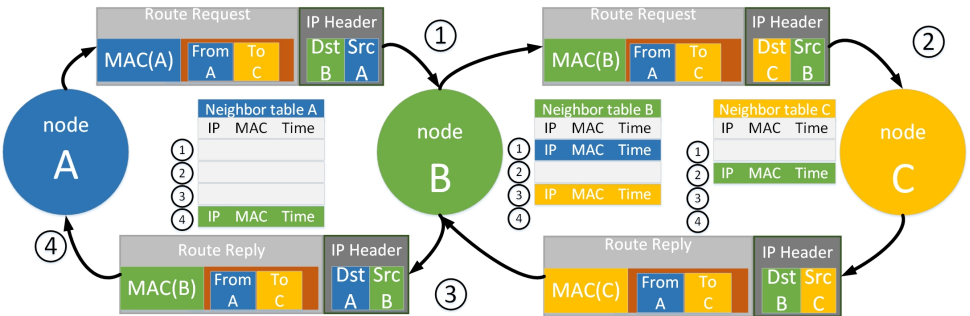 Route Request
IP Header
MAC(A)
From
A
To
C
Dst
B
Src
A
①
Route Request
IP Header
MAC(B)
From
A
To
C
Dst
C
Src
B
②
node
A
Neighbor table A
IP MAC Time
①
②
③
④
IP MAC Time
node
B
Neighbor table B
IP MAC Time
①
IP MAC Time
②
③
IP MAC Time
④
Neighbor table C
IP MAC Time
①
②
IP MAC Time
③
④
node
C
④
Route Reply
IP Header
MAC(B)
From
A
To
C
Dst
A
Src
B
③
Route Reply
IP Header
MAC(C)
From
A
To
C
Dst
B
Src
C